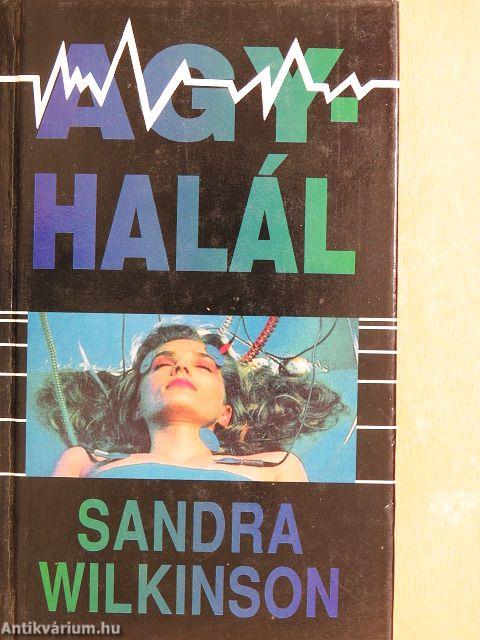 AGY-
HALÁL
SANDRA
WILKINSON
Antikvárium.hu